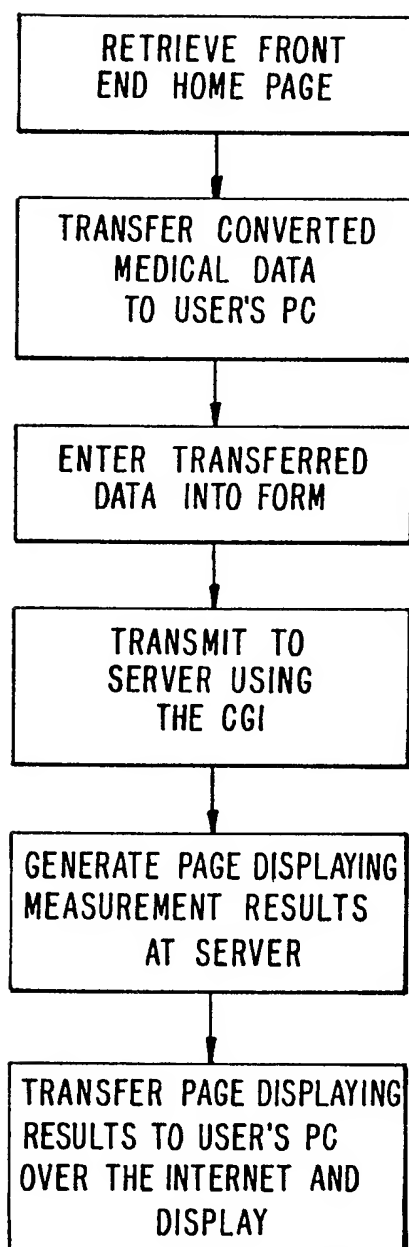 RETRIEVE FRONT
END HOME PAGE
TRANSFER CONVERTED
MEDICAL DATA
TO USER'S PC
ENTER TRANSFERRED
DATA INTO FORM
TRANSMIT TO
SERVER USING
THE CGI
GENERATE PAGE DISPLAYING
MEASUREMENT RESULTS
AT SERVER
TRANSFER PAGE DISPLAYING
RESULTS TO USER'S PC
OVER THE INTERNET AND
DISPLAY